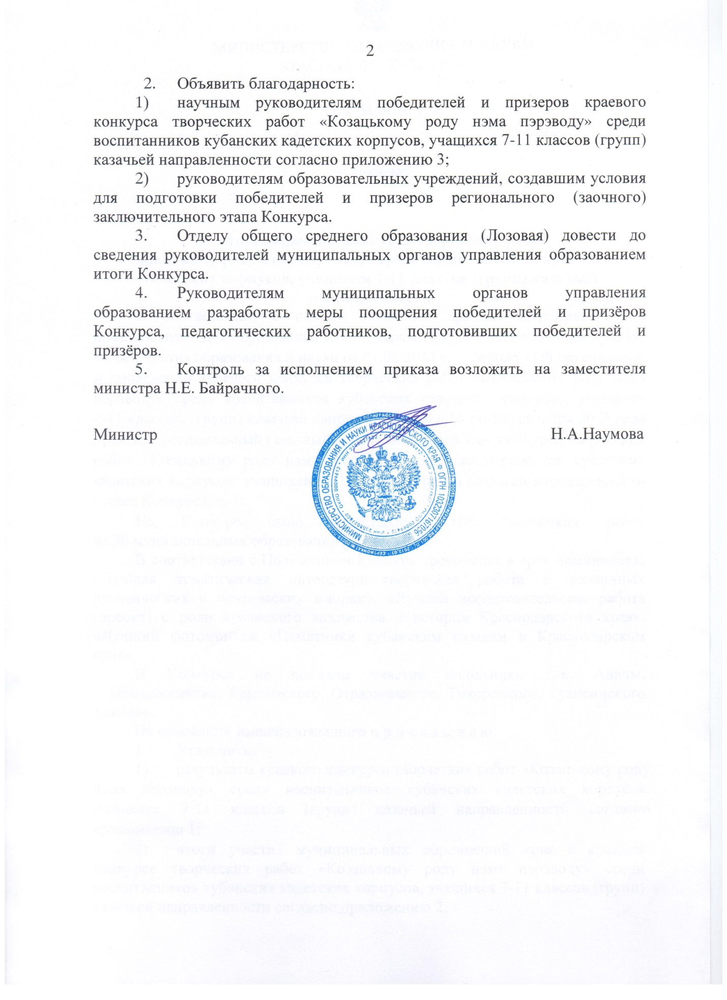 2
2. Объявить благодарность:
1) научным руководителям победителей и призеров краевого
конкурса творческих работ «Козацькому роду нэма пэрэводу» среди
воспитанников кубанских кадетских корпусов, учащихся 7-11 классов (групп)
казачьей направленности согласно приложению 3;
2) руководителям образовательных учреждений, создавшим условия
для подготовки победителей и призеров регионального (заочного)
заключительного этапа Конкурса.
3. Отделу общего среднего образования (Лозовая) довести до
сведения руководителей муниципальных органов управления образованием
итоги Конкурса.
4. Руководителям муниципальных органов управления
образованием разработать меры поощрения победителей и призёров
Конкурса, педагогических работников, подготовивших победителей и
призёров.
5. Контроль за исполнением приказа возложить на заместителя
министра Н.Е. Байрачного.
Министр Н.А.Наумова
МИНИСТЕРСТВО ОБРАЗОВАНИЯ И НАУКИ КРАСНОДАРСКОГО КРАЯ * ОГРН 1032307167056